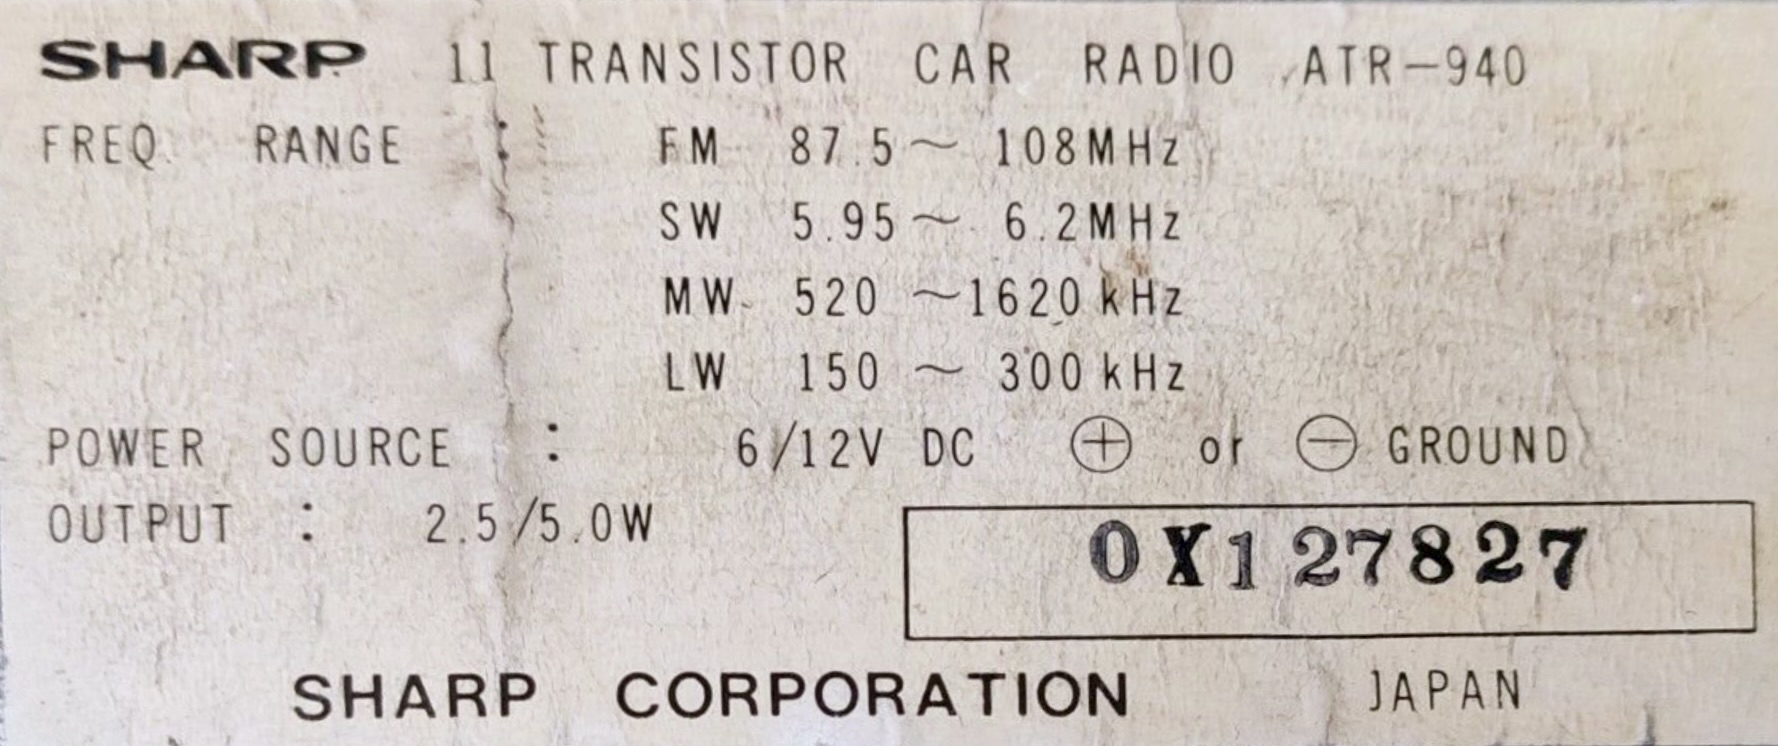 SHARP 11 TRANSISTOR CAR RADIO ATR-940
FREQ. RANGE : FM 87.5 ~ 108MHz
SW 5.95 ~ 6.2MHz
MW 520 ~ 1620 kHz
LW 150 ~ 300 kHz
POWER SOURCE : 6/12V DC ⊕ or ⊖ GROUND
OUTPUT : 2.5/5.0W
0X127827
SHARP CORPORATION JAPAN